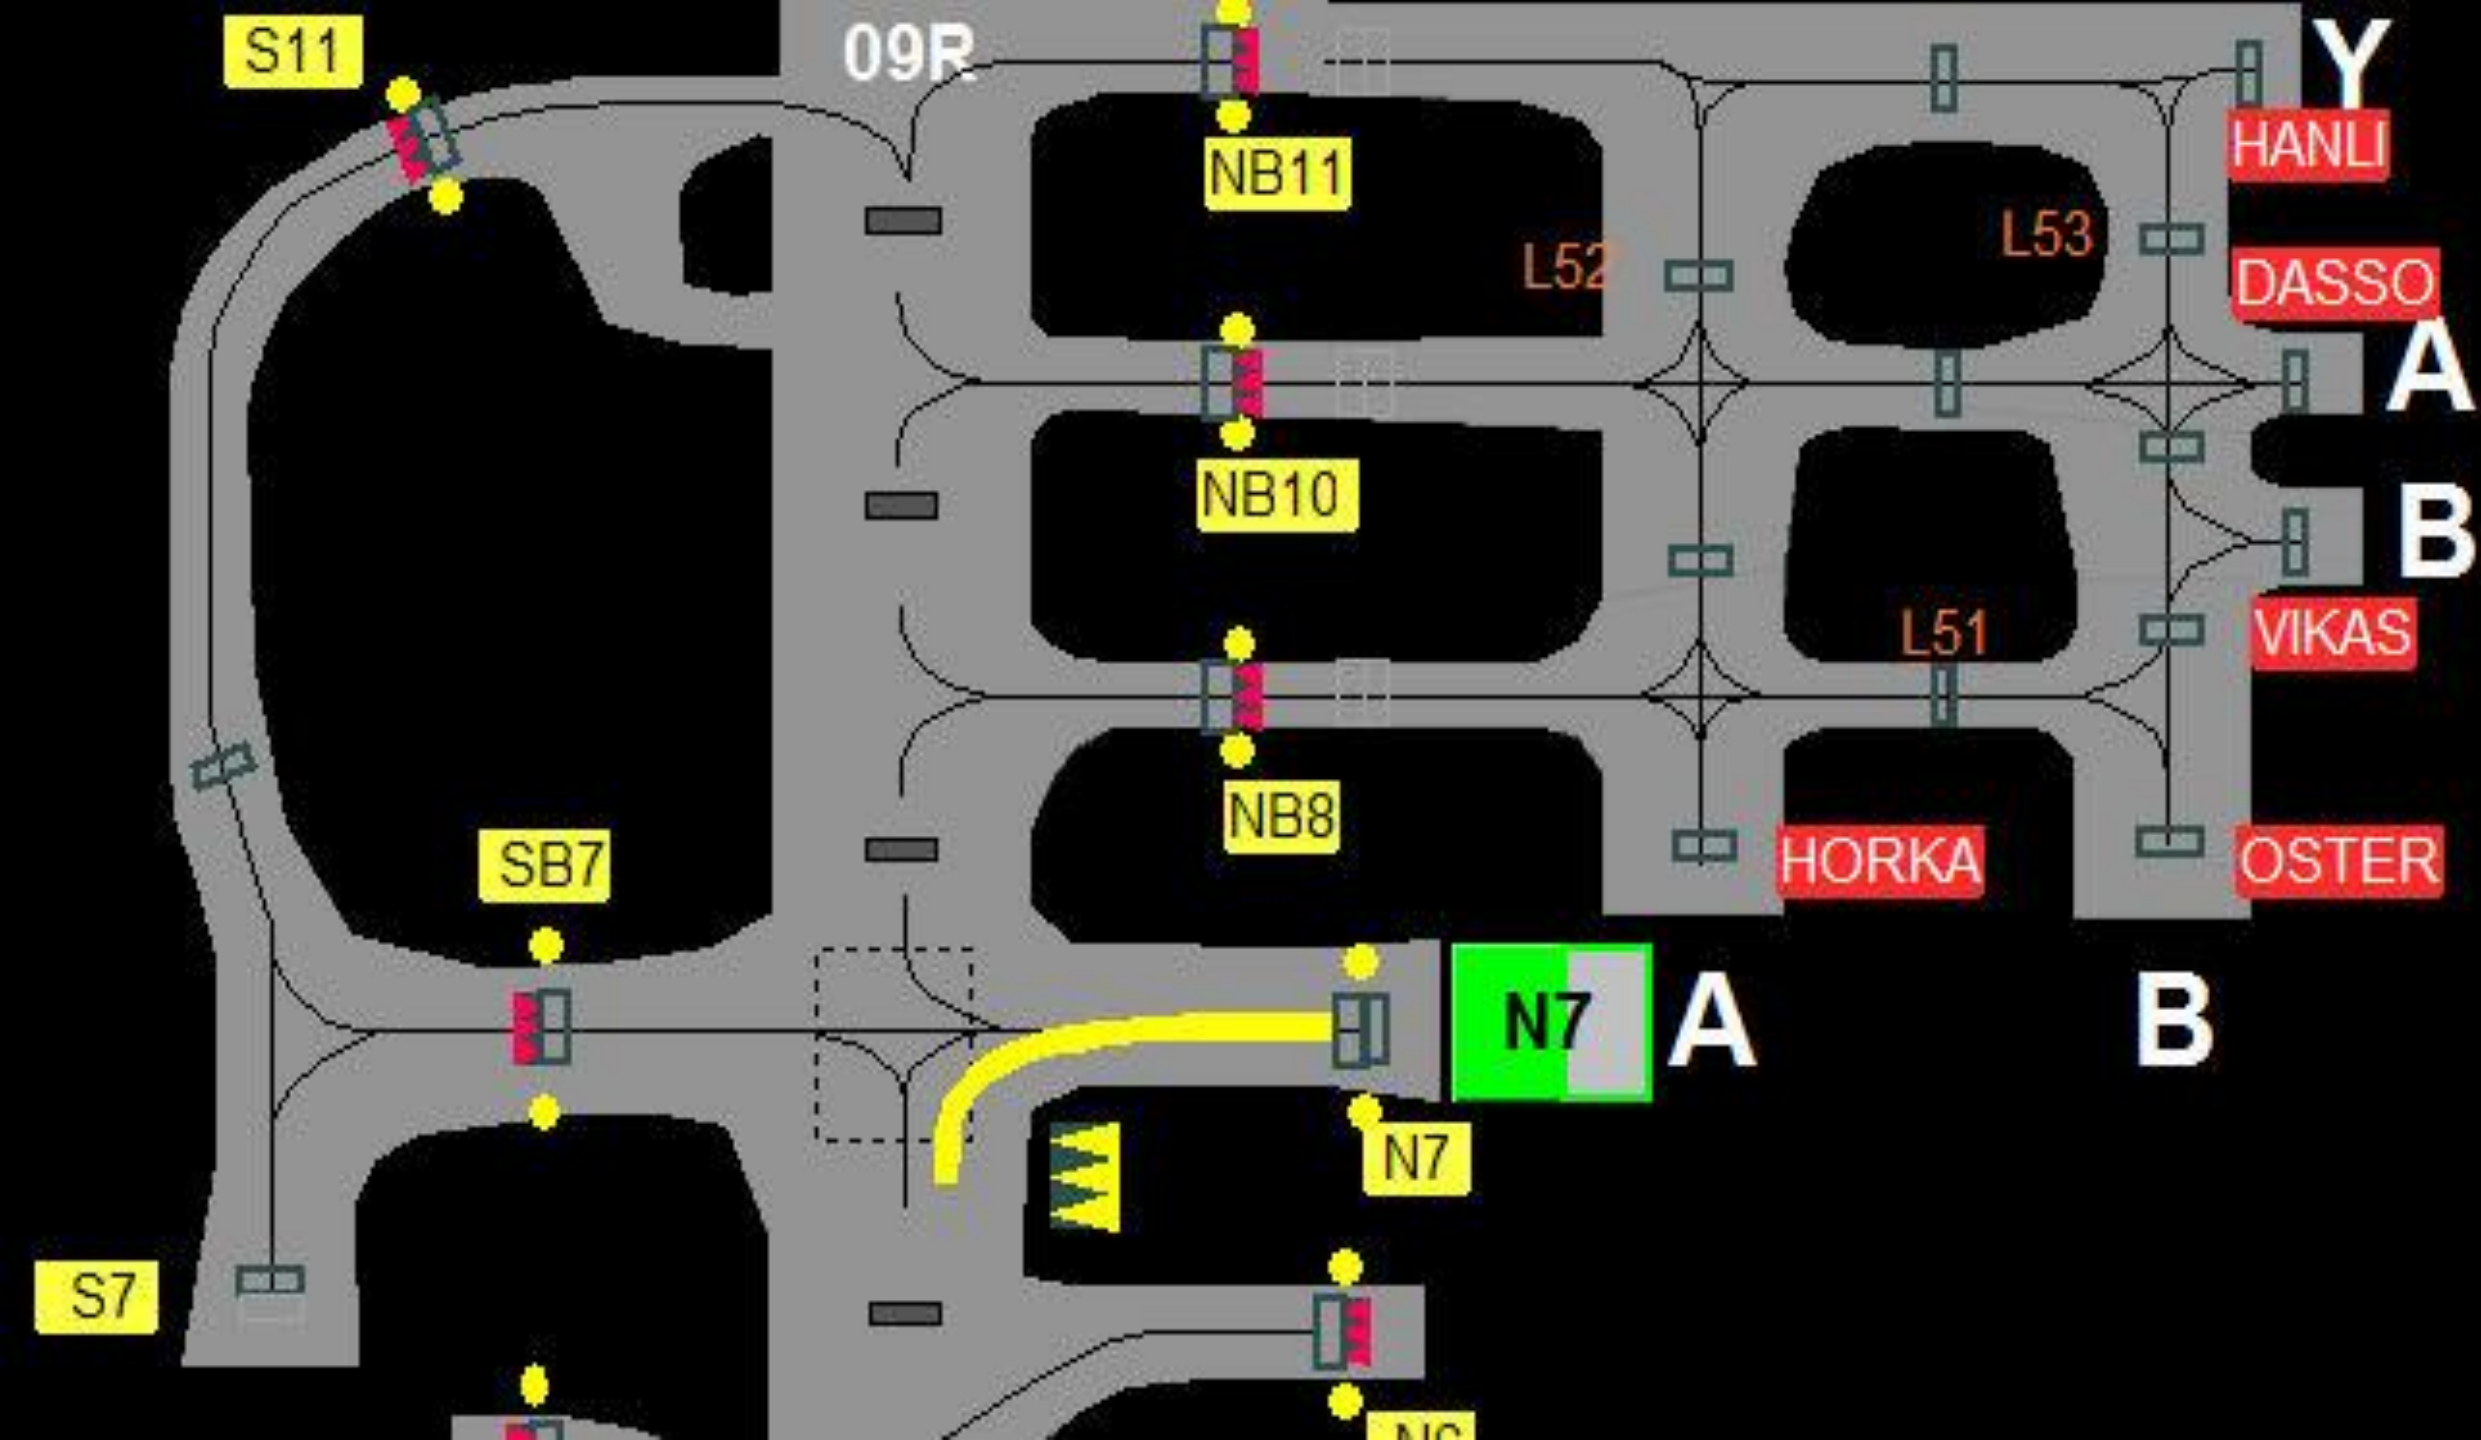 S11
09R
Y
HANLI
NB11
L52
L53
DASSO
A
NB10
B
L51
VIKAS
NB8
SB7
HORKA
OSTER
N7
A
B
N7
S7